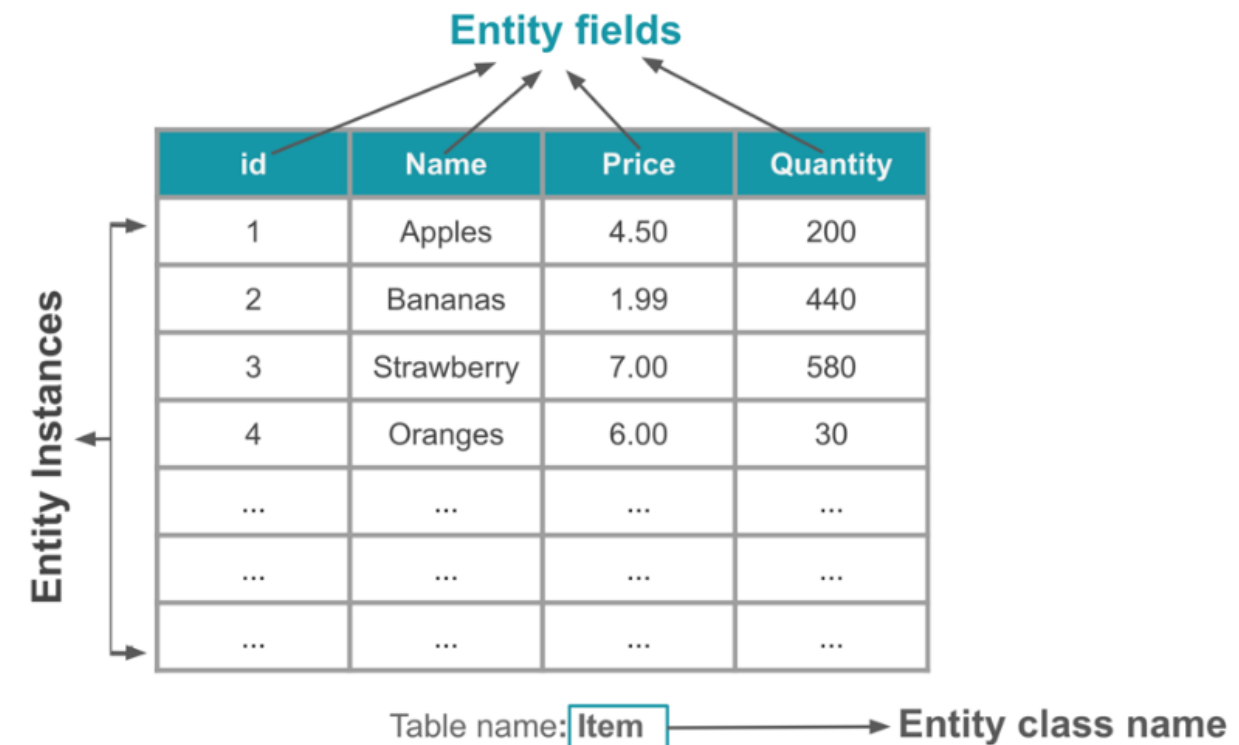 Entity fields
id Name Price Quantity
1 Apples 4.50 200
2 Bananas 1.99 440
3 Strawberry 7.00 580
4 Oranges 6.00 30
... ... ... ...
... ... ... ...
... ... ... ...
Entity Instances
Table name: Item Entity class name